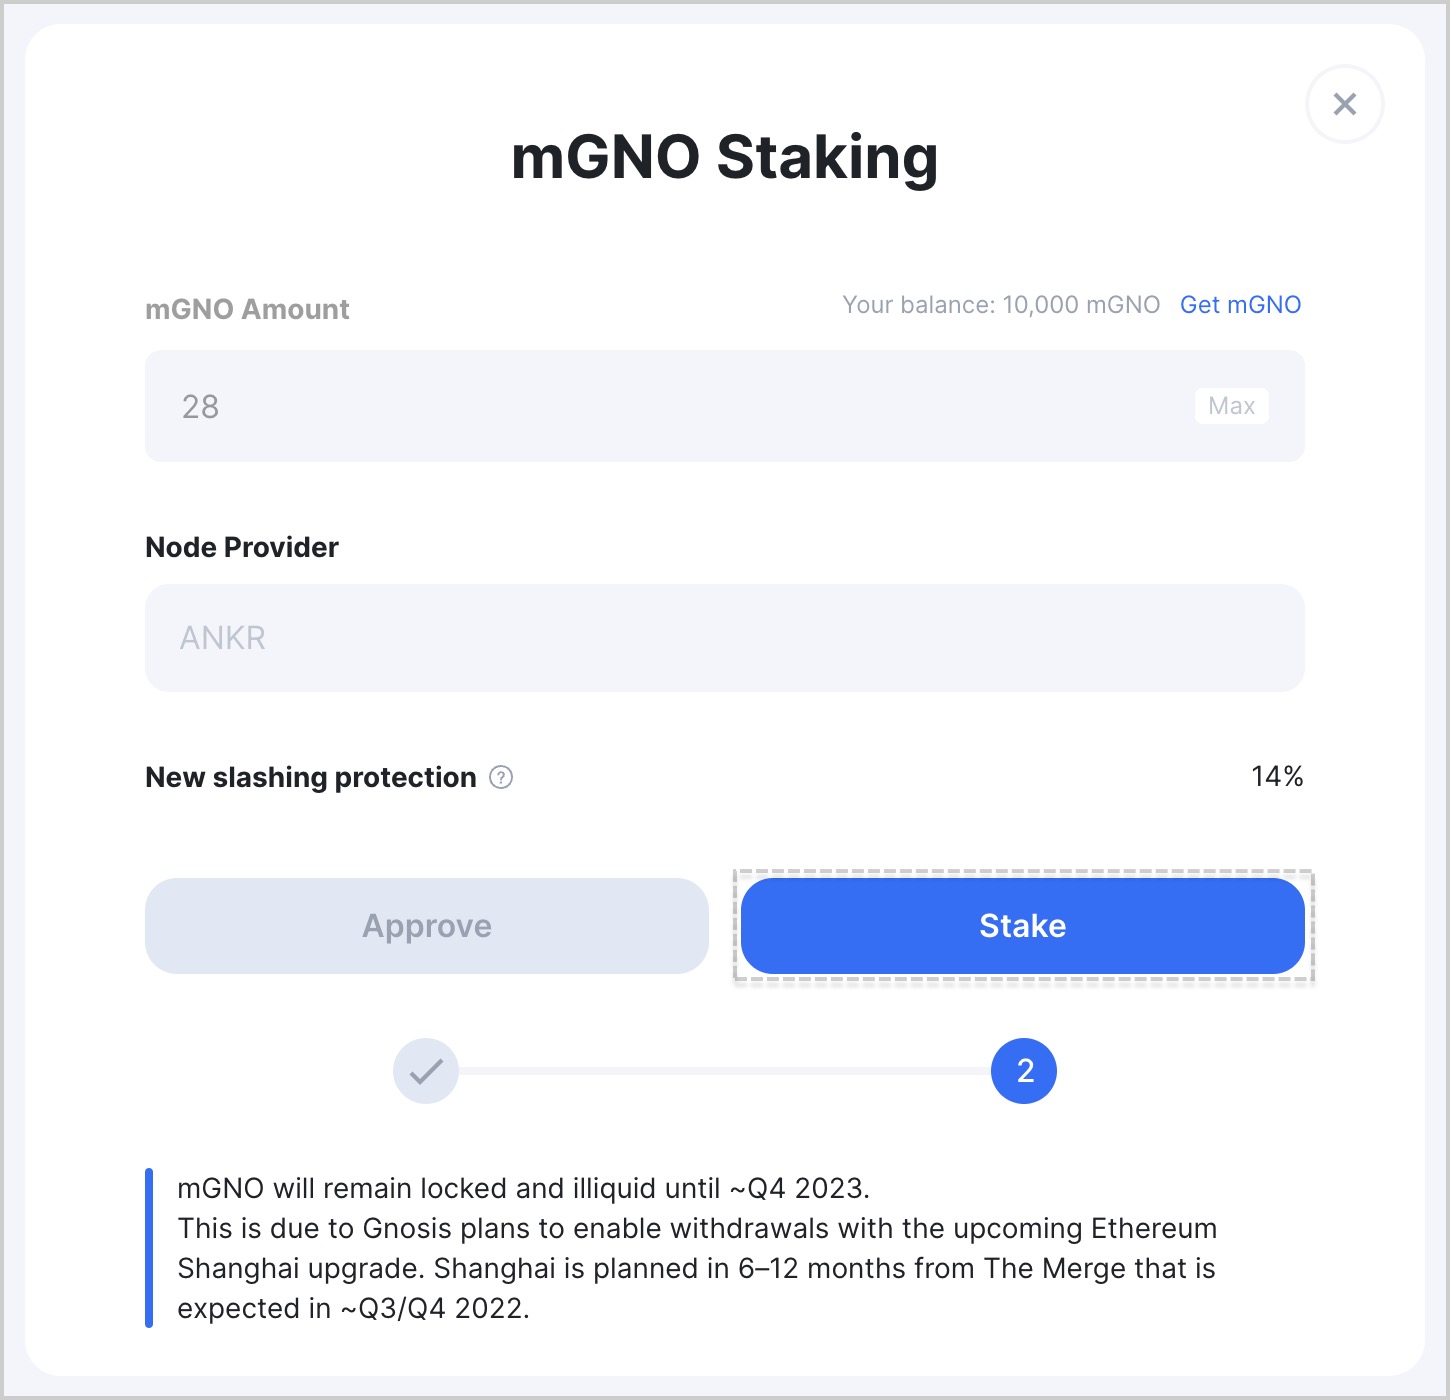 mGNO Staking
mGNO Amount
Your balance: 10,000 mGNO Get mGNO
28
Max
Node Provider
ANKR
New slashing protection ?
14%
Approve
Stake
2
mGNO will remain locked and illiquid until ~Q4 2023.
This is due to Gnosis plans to enable withdrawals with the upcoming Ethereum
Shanghai upgrade. Shanghai is planned in 6–12 months from The Merge that is
expected in ~Q3/Q4 2022.